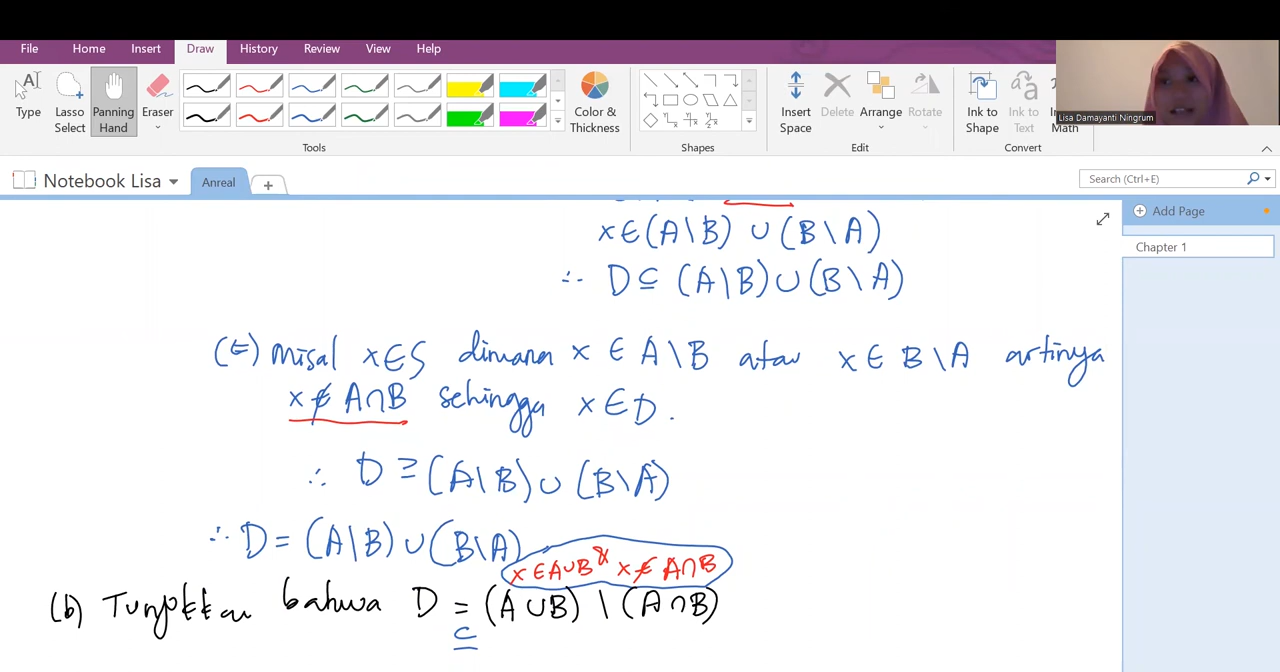 File Home Insert Draw History Review View Help
Type Lasso Select Panning Hand Eraser Color & Thickness Insert Space Delete Arrange Rotate Ink to Shape Ink to Text Math
Lisa Damayanti Ningrum
Tools Shapes Edit Convert
Notebook Lisa Anreal Search (Ctrl+E)
Add Page
Chapter 1
x ∈ (A \ B) ∪ (B \ A)
∴ D ⊆ (A \ B) ∪ (B \ A)
(⇐) misal x ∈ S dimana x ∈ A \ B atau x ∈ B \ A artinya
x ∉ A ∩ B sehingga x ∈ D.
∴ D ⊇ (A \ B) ∪ (B \ A)
∴ D = (A \ B) ∪ (B \ A)
x ∈ A ∪ B & x ∉ A ∩ B
(b) Tunjukkan bahwa D = (A ∪ B) \ (A ∩ B)
⊆